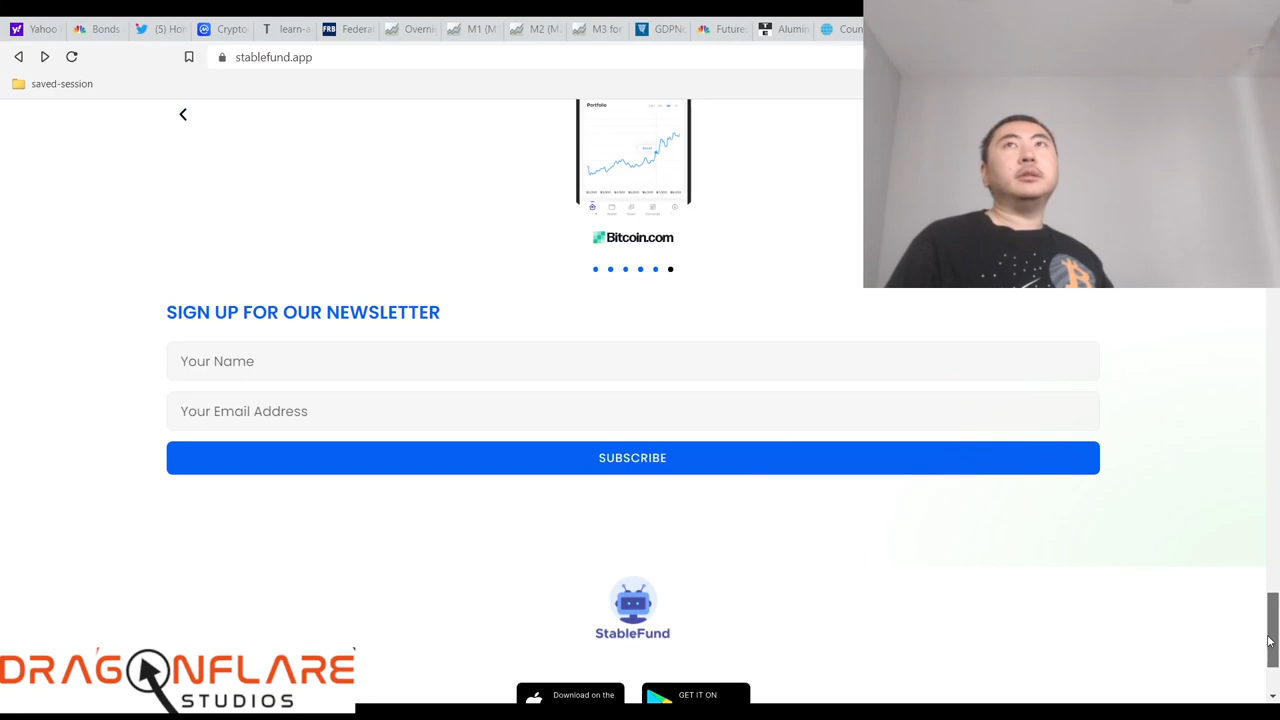 Yahoo
Bonds
(5) Hor
Crypto
learn-a
Federal
Overni
M1 (M
M2 (M
M3 for
GDPNo
Future
Alumin
Coun
stablefund.app
saved-session
Portfolio
Bitcoin.com
SIGN UP FOR OUR NEWSLETTER
Your Name
Your Email Address
SUBSCRIBE
StableFund
DRAGONFLARE
STUDIOS
Download on the
GET IT ON